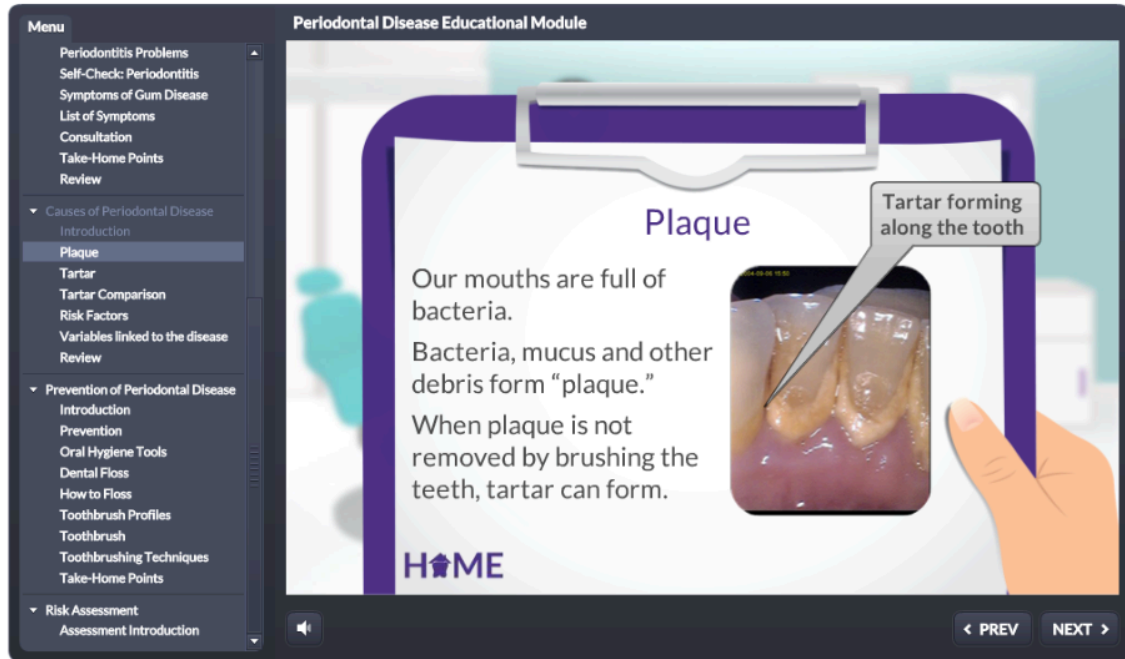 Menu
Periodontitis Problems
Self-Check: Periodontitis
Symptoms of Gum Disease
List of Symptoms
Consultation
Take-Home Points
Review
Causes of Periodontal Disease
Introduction
Plaque
Tartar
Tartar Comparison
Risk Factors
Variables linked to the disease
Review
Prevention of Periodontal Disease
Introduction
Prevention
Oral Hygiene Tools
Dental Floss
How to Floss
Toothbrush Profiles
Toothbrush
Toothbrushing Techniques
Take-Home Points
Risk Assessment
Assessment Introduction
Periodontal Disease Educational Module
Plaque
Tartar forming
along the tooth
Our mouths are full of
bacteria.
Bacteria, mucus and other
debris form “plaque.”
When plaque is not
removed by brushing the
teeth, tartar can form.
HOME
< PREV
NEXT >